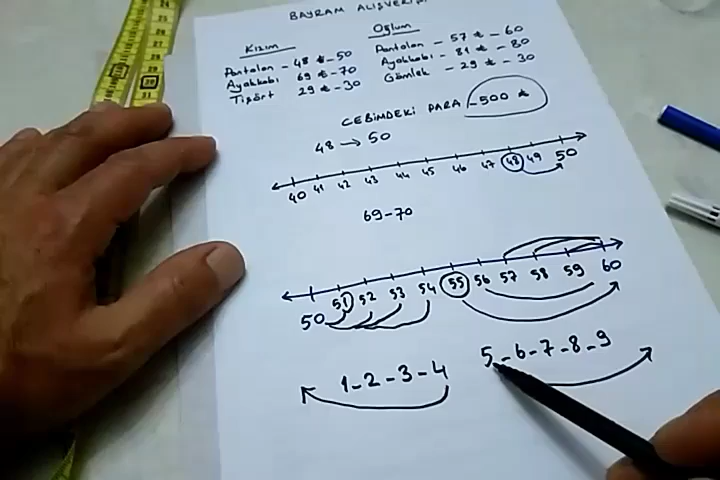 BAYRAM ALIŞVERİŞİ
Kızım
Pantolon - 48 ₺ - 50
Ayakkabı 69 ₺ - 70
Tişört 29 ₺ - 30
Oğlum
Pantolon - 57 ₺ - 60
Ayakkabı - 81 ₺ - 80
Gömlek - 29 ₺ - 30
CEBİMDEKİ PARA - 500 ₺
48 → 50
40 41 42 43 44 45 46 47 48 49 50
69-70
50 51 52 53 54 55 56 57 58 59 60
1-2-3-4
5-6-7-8-9